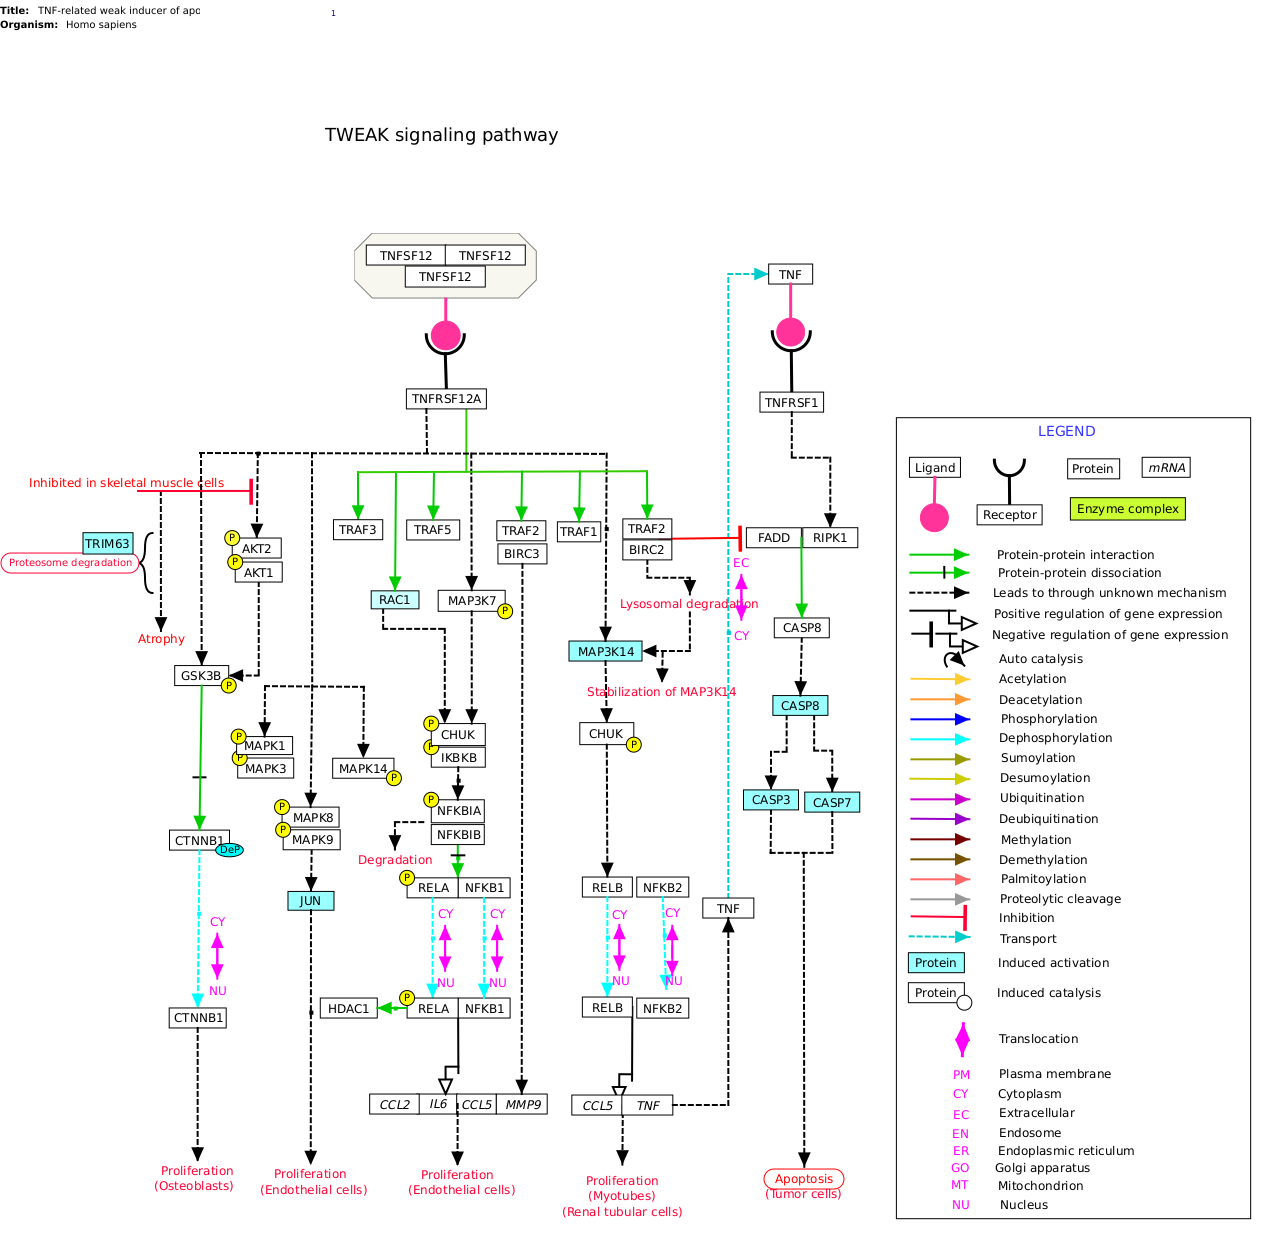 Title: TNF-related weak inducer of apo
1
Organism: Homo sapiens
TWEAK signaling pathway
TNFSF12 TNFSF12
TNFSF12
TNF
TNFRSF12A
TNFRSF1
Inhibited in skeletal muscle cells
TRAF3 TRAF5 TRAF2 TRAF1 TRAF2
BIRC3 BIRC2
FADD RIPK1
TRIM63
Proteosome degradation
P AKT2
P AKT1
EC
CY
RAC1 MAP3K7 P
Lysosomal degradation
CASP8
Atrophy
MAP3K14
GSK3B P
Stabilization of MAP3K14
CASP8
P MAPK1
P MAPK3
MAPK14 P
P CHUK
P IKBKB
CHUK P
CASP3 CASP7
P MAPK8
P MAPK9
P NFKBIA
NFKBIB
CTNNB1 DeP
Degradation
JUN
P RELA NFKB1
RELB NFKB2
TNF
CY CY CY CY CY
NU NU NU NU NU
CTNNB1
HDAC1 P RELA NFKB1
RELB NFKB2
CCL2 IL6 CCL5 MMP9
CCL5 TNF
Proliferation
(Osteoblasts)
Proliferation
(Endothelial cells)
Proliferation
(Endothelial cells)
Proliferation
(Myotubes)
(Renal tubular cells)
Apoptosis
(Tumor cells)
LEGEND
Ligand Receptor Protein mRNA
Enzyme complex
Protein-protein interaction
Protein-protein dissociation
Leads to through unknown mechanism
Positive regulation of gene expression
Negative regulation of gene expression
Auto catalysis
Acetylation
Deacetylation
Phosphorylation
Dephosphorylation
Sumoylation
Desumoylation
Ubiquitination
Deubiquitination
Methylation
Demethylation
Palmitoylation
Proteolytic cleavage
Inhibition
Transport
Protein Induced activation
Protein Induced catalysis
Translocation
PM Plasma membrane
CY Cytoplasm
EC Extracellular
EN Endosome
ER Endoplasmic reticulum
GO Golgi apparatus
MT Mitochondrion
NU Nucleus